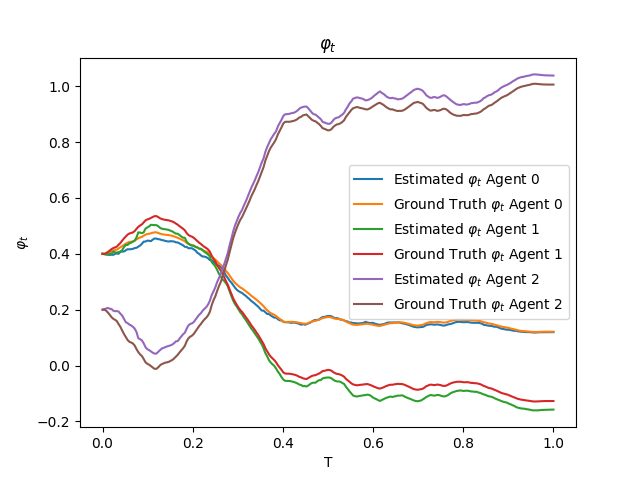 φₜ
φₜ
1.0
0.8
0.6
0.4
0.2
0.0
−0.2
0.0 0.2 0.4 0.6 0.8 1.0
T
Estimated φₜ Agent 0
Ground Truth φₜ Agent 0
Estimated φₜ Agent 1
Ground Truth φₜ Agent 1
Estimated φₜ Agent 2
Ground Truth φₜ Agent 2